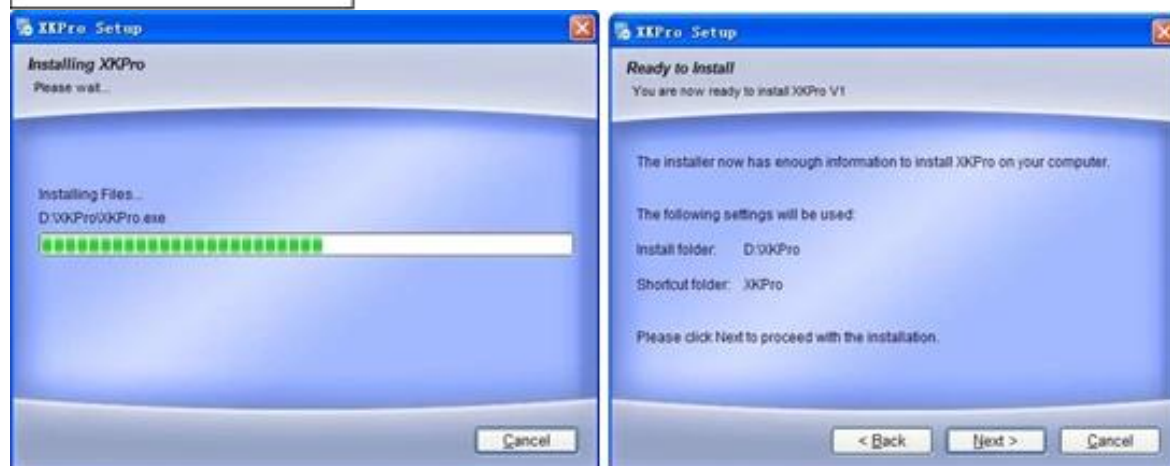 XKPro Setup
Installing XKPro
Please wait...
Installing Files...
D:\XKPro\XKPro.exe
Cancel
XKPro Setup
Ready to Install
You are now ready to install XKPro V1
The installer now has enough information to install XKPro on your computer.
The following settings will be used:
Install folder: D:\XKPro
Shortcut folder: XKPro
Please click Next to proceed with the installation.
< Back Next > Cancel